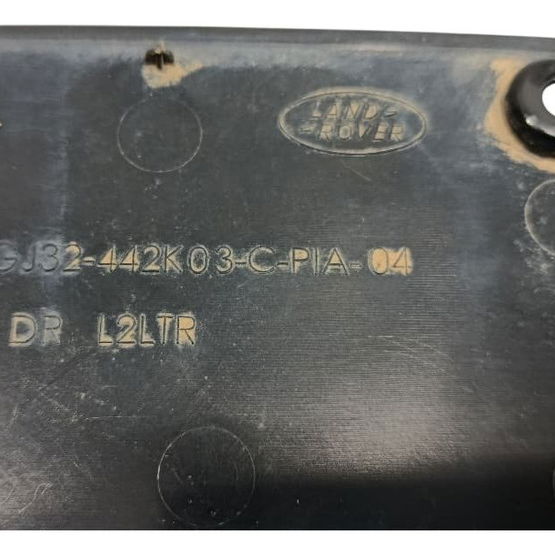 LAND-
-ROVER
GJ32-442K03-C-PIA-04
DR L2LTR